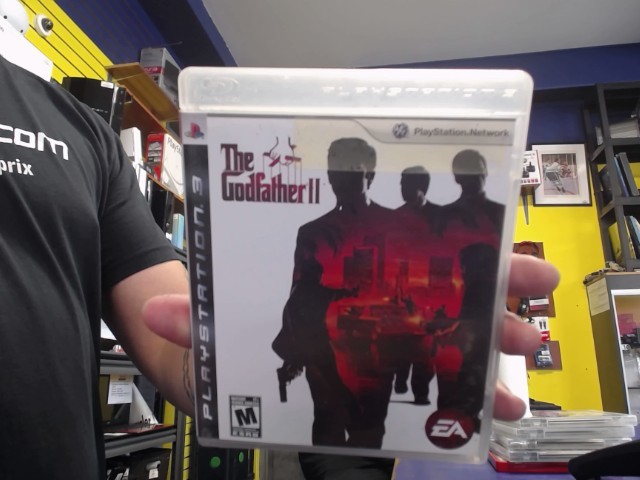 .com
prix
PlayStation.Network
The
Godfather II
PLAYSTATION 3
M
EA